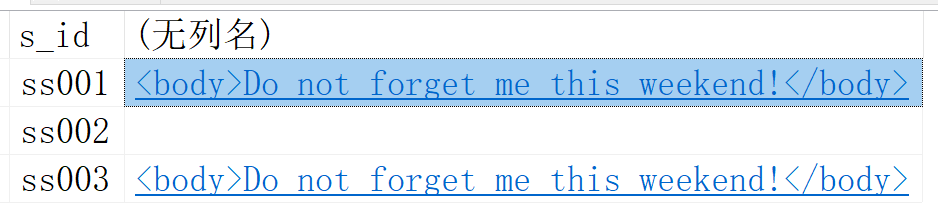 s_id (无列名)
ss001 <body>Do not forget me this weekend!</body>
ss002
ss003 <body>Do not forget me this weekend!</body>